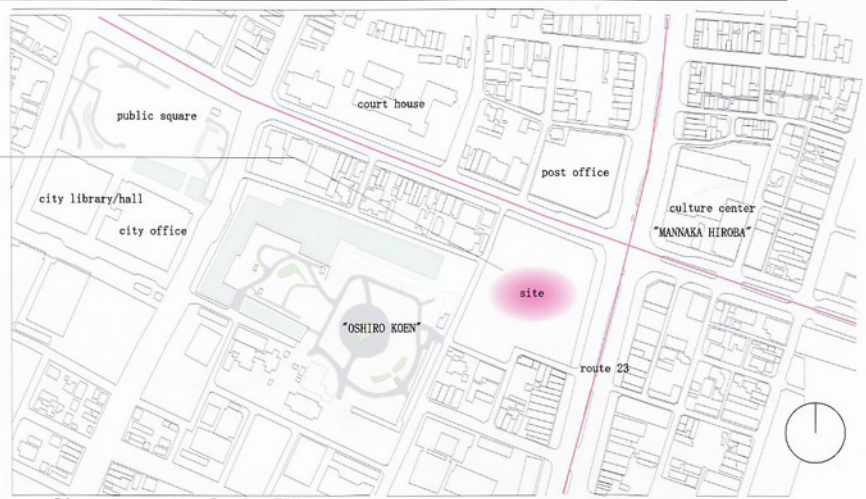 court house
public square
post office
city library/hall
culture center
city office
"MANNAKA HIROBA"
site
"OSHIRO KOEN"
route 23